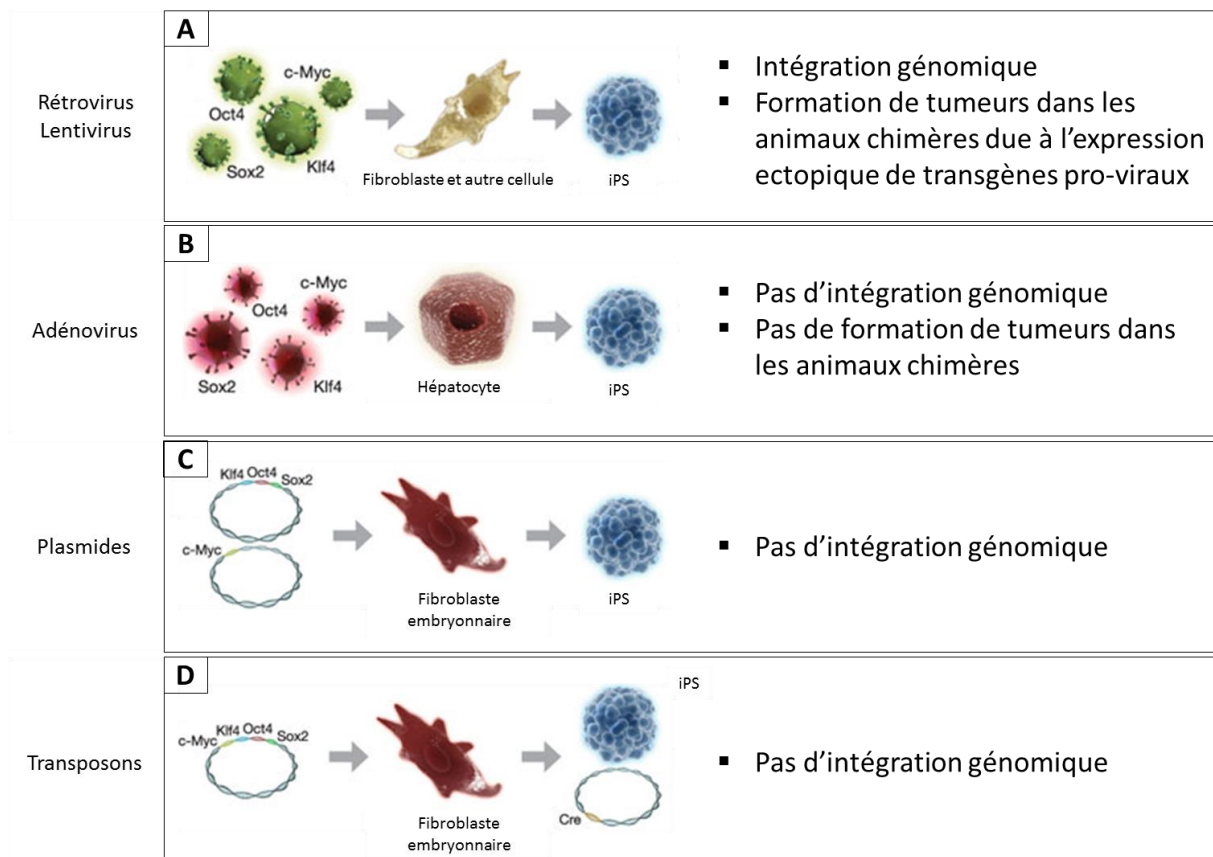 Rétrovirus
Lentivirus
A
c-Myc
Oct4
Sox2
Klf4
Fibroblaste et autre cellule
iPS
▪ Intégration génomique
▪ Formation de tumeurs dans les
animaux chimères due à l’expression
ectopique de transgènes pro-viraux
Adénovirus
B
c-Myc
Oct4
Sox2
Klf4
Hépatocyte
iPS
▪ Pas d’intégration génomique
▪ Pas de formation de tumeurs dans
les animaux chimères
Plasmides
C
Klf4 Oct4 Sox2
c-Myc
Fibroblaste
embryonnaire
iPS
▪ Pas d’intégration génomique
Transposons
D
c-Myc Klf4 Oct4 Sox2
Fibroblaste
embryonnaire
iPS
Cre
▪ Pas d’intégration génomique